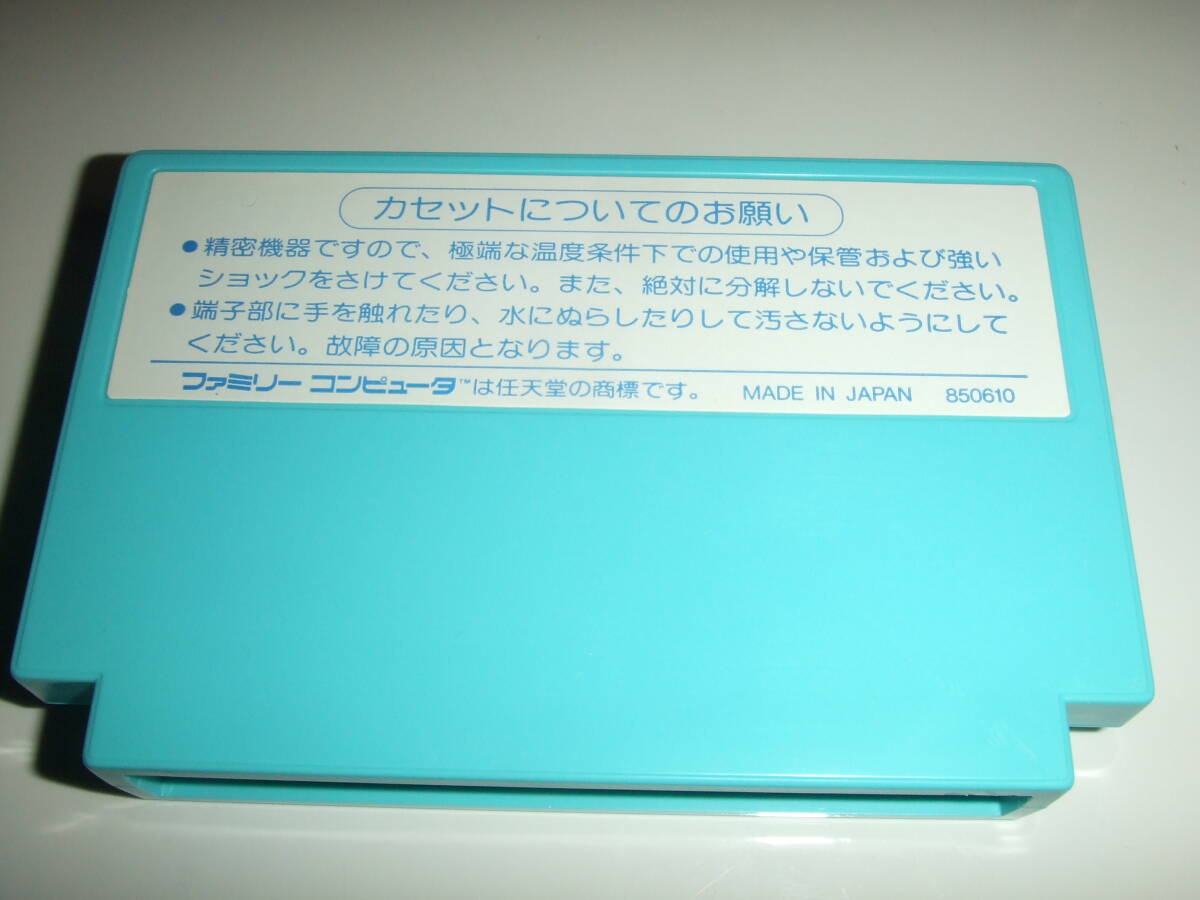 カセットについてのお願い
●精密機器ですので、極端な温度条件下での使用や保管および強い
ショックをさけてください。また、絶対に分解しないでください。
●端子部に手を触れたり、水にぬらしたりして汚さないようにして
ください。故障の原因となります。
ファミリー コンピュータ™は任天堂の商標です。 MADE IN JAPAN 850610